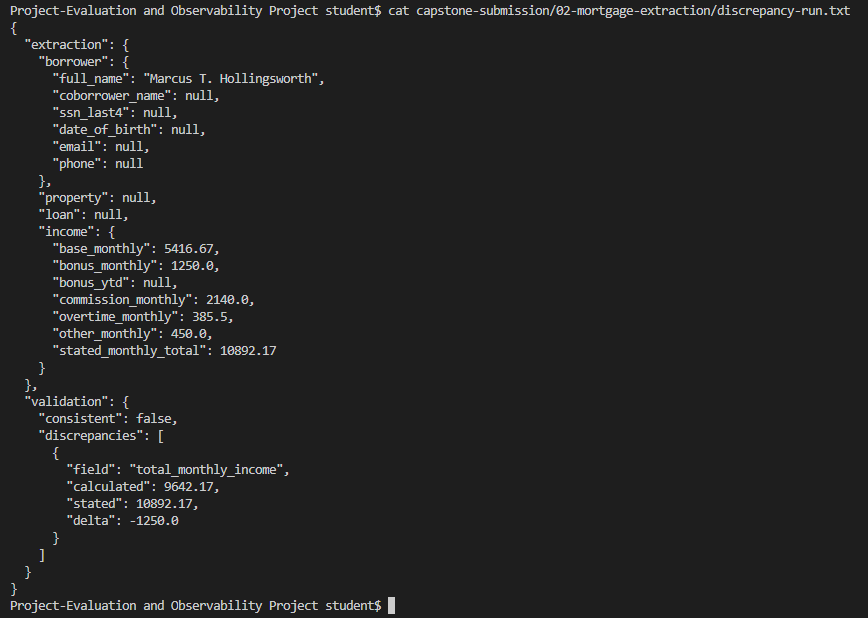 Project-Evaluation and Observability Project student$ cat capstone-submission/02-mortgage-extraction/discrepancy-run.txt
{
  "extraction": {
    "borrower": {
      "full_name": "Marcus T. Hollingsworth",
      "coborrower_name": null,
      "ssn_last4": null,
      "date_of_birth": null,
      "email": null,
      "phone": null
    },
    "property": null,
    "loan": null,
    "income": {
      "base_monthly": 5416.67,
      "bonus_monthly": 1250.0,
      "bonus_ytd": null,
      "commission_monthly": 2140.0,
      "overtime_monthly": 385.5,
      "other_monthly": 450.0,
      "stated_monthly_total": 10892.17
    }
  },
  "validation": {
    "consistent": false,
    "discrepancies": [
      {
        "field": "total_monthly_income",
        "calculated": 9642.17,
        "stated": 10892.17,
        "delta": -1250.0
      }
    ]
  }
}
Project-Evaluation and Observability Project student$